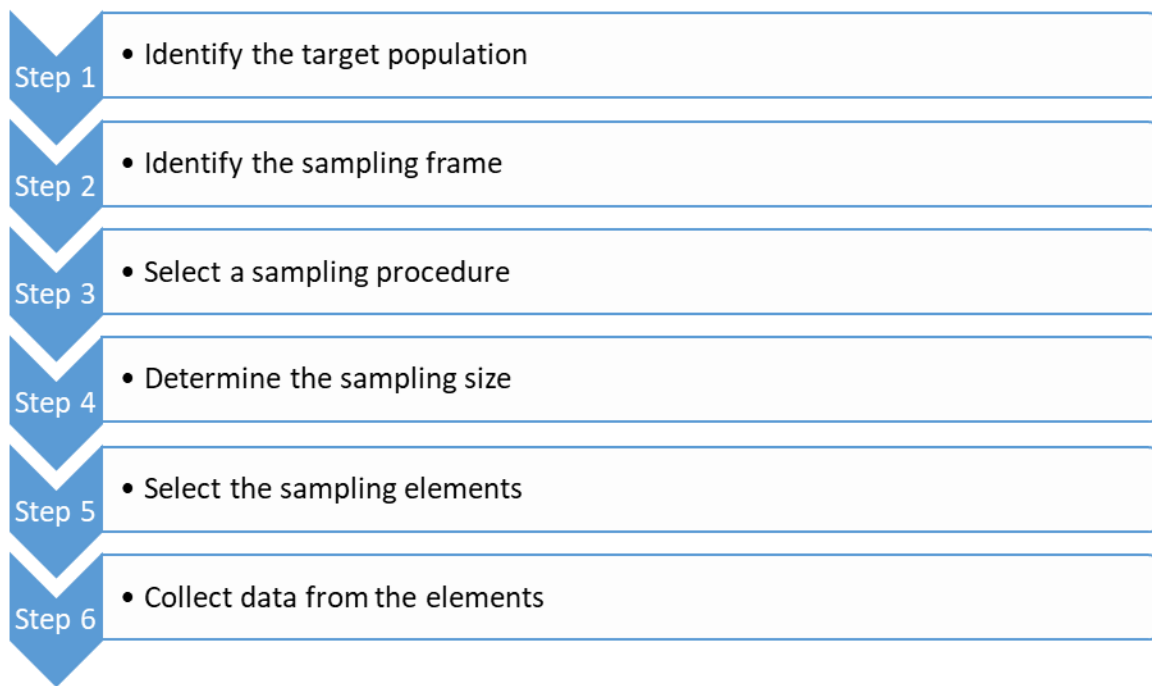 Step 1
• Identify the target population
Step 2
• Identify the sampling frame
Step 3
• Select a sampling procedure
Step 4
• Determine the sampling size
Step 5
• Select the sampling elements
Step 6
• Collect data from the elements